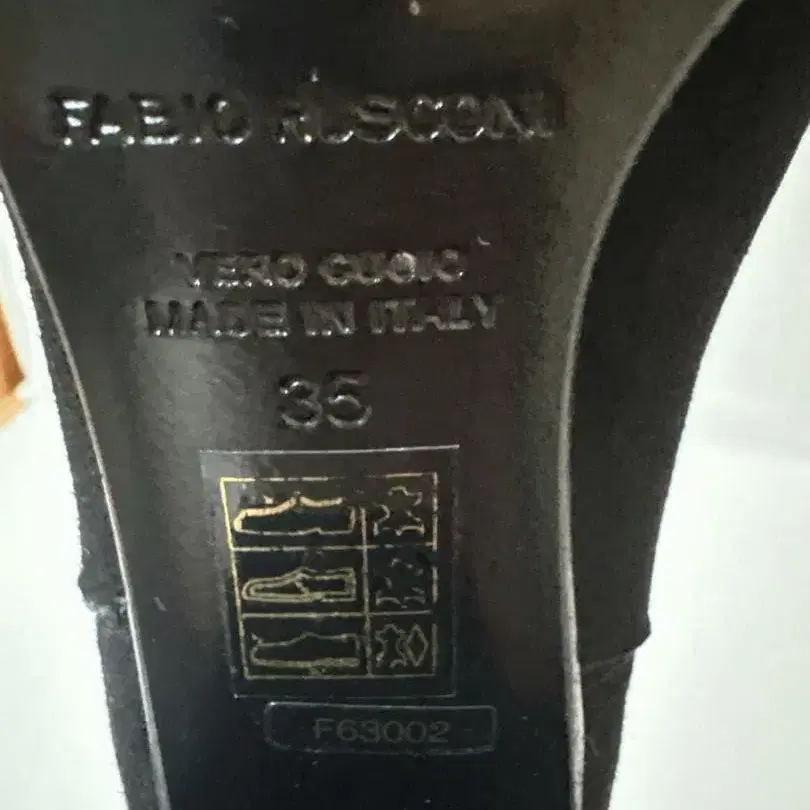 FABIO RUSCONI
VERO CUOIO
MADE IN ITALY
35
F63002